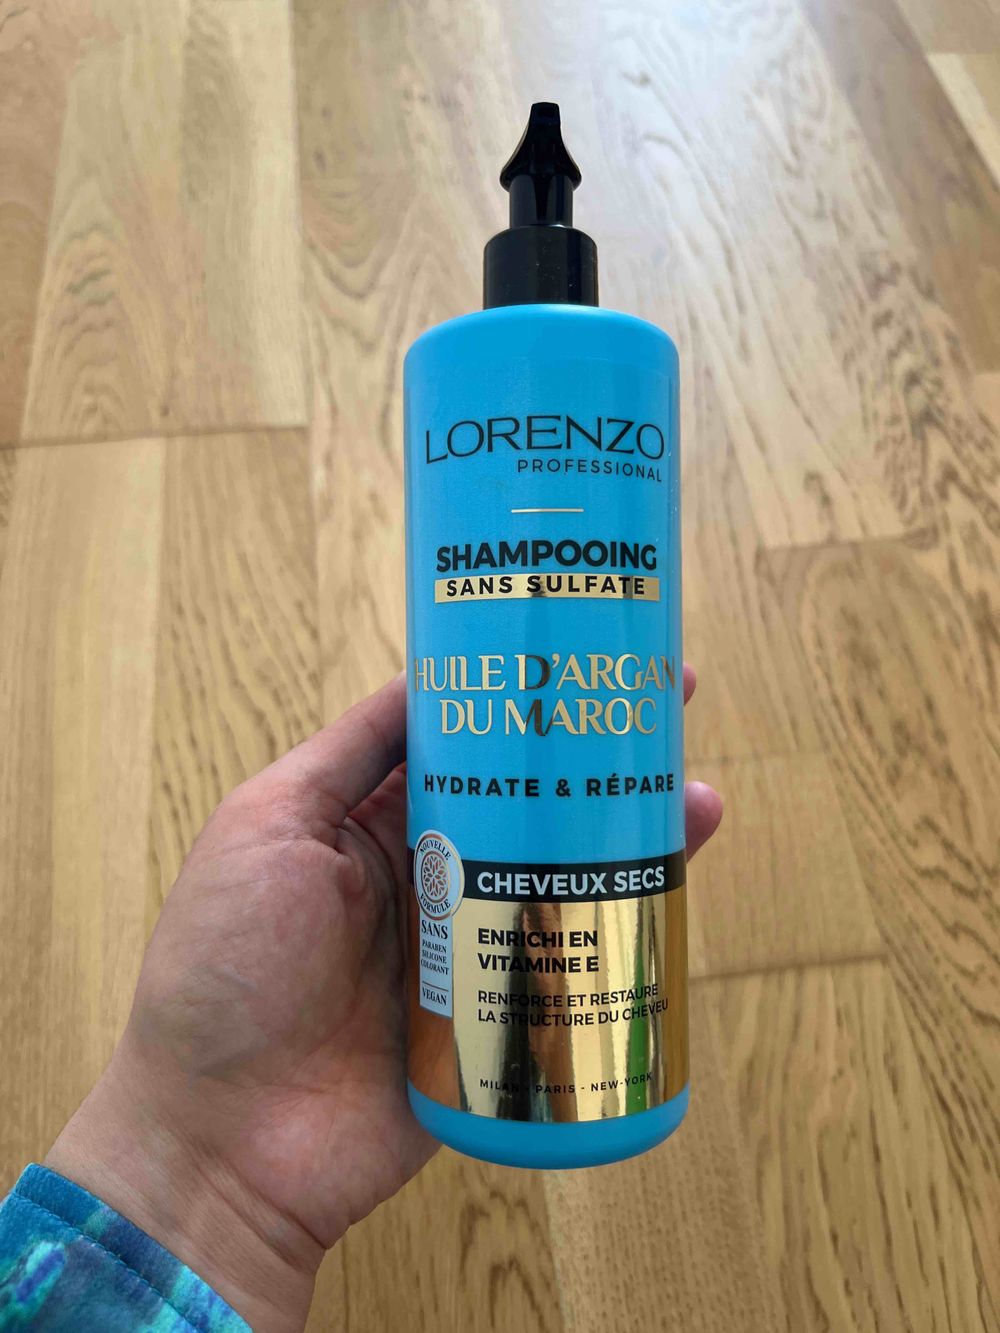 LORENZO
PROFESSIONAL
SHAMPOOING
SANS SULFATE
HUILE D'ARGAN
DU MAROC
HYDRATE & RÉPARE
NOUVELLE
FORMULE
SANS
PARABEN
SILICONE
COLORANT
VEGAN
CHEVEUX SECS
ENRICHI EN
VITAMINE E
RENFORCE ET RESTAURE
LA STRUCTURE DU CHEVEU
MILAN - PARIS - NEW-YORK